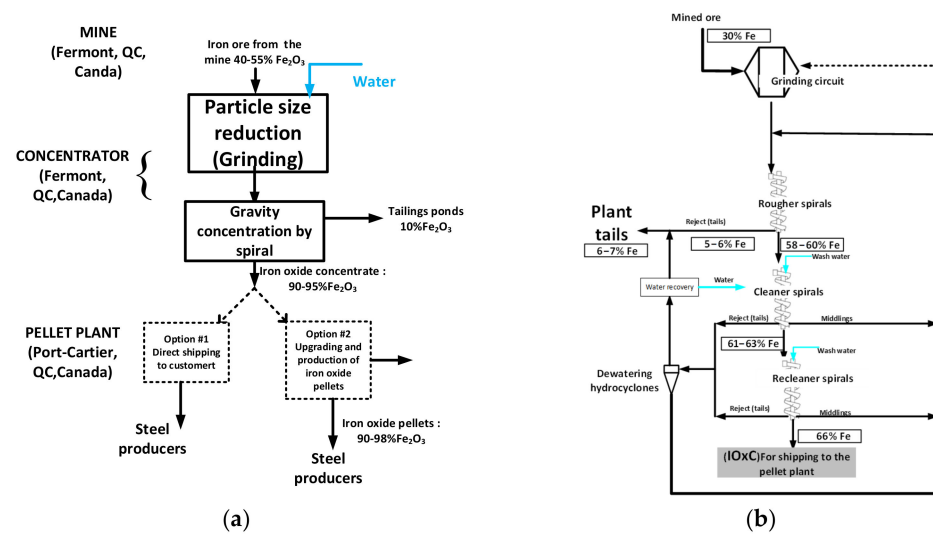 MINE
(Fermont, QC,
Canda)
Iron ore from the
mine 40-55% Fe₂O₃
Water
Particle size
reduction
(Grinding)
CONCENTRATOR
(Fermont,
QC,Canada)
Gravity
concentration by
spiral
Tailings ponds
10%Fe₂O₃
Iron oxide concentrate :
90-95%Fe₂O₃
PELLET PLANT
(Port-Cartier,
QC,Canada)
Option #1
Direct shipping
to customert
Option #2
Upgrading and
production of
iron oxide
pellets
Steel
producers
Iron oxide pellets :
90-98%Fe₂O₃
Steel
producers
(a)
Mined ore
30% Fe
Grinding circuit
Rougher spirals
Plant
tails
6–7% Fe
Reject (tails)
5–6% Fe
58–60% Fe
Wash water
Water recovery
Water
Cleaner spirals
Reject (tails)
Middlings
61–63% Fe
Wash water
Dewatering
hydrocyclones
Recleaner spirals
Reject (tails)
Middlings
66% Fe
(IOxC)For shipping to the
pellet plant
(b)